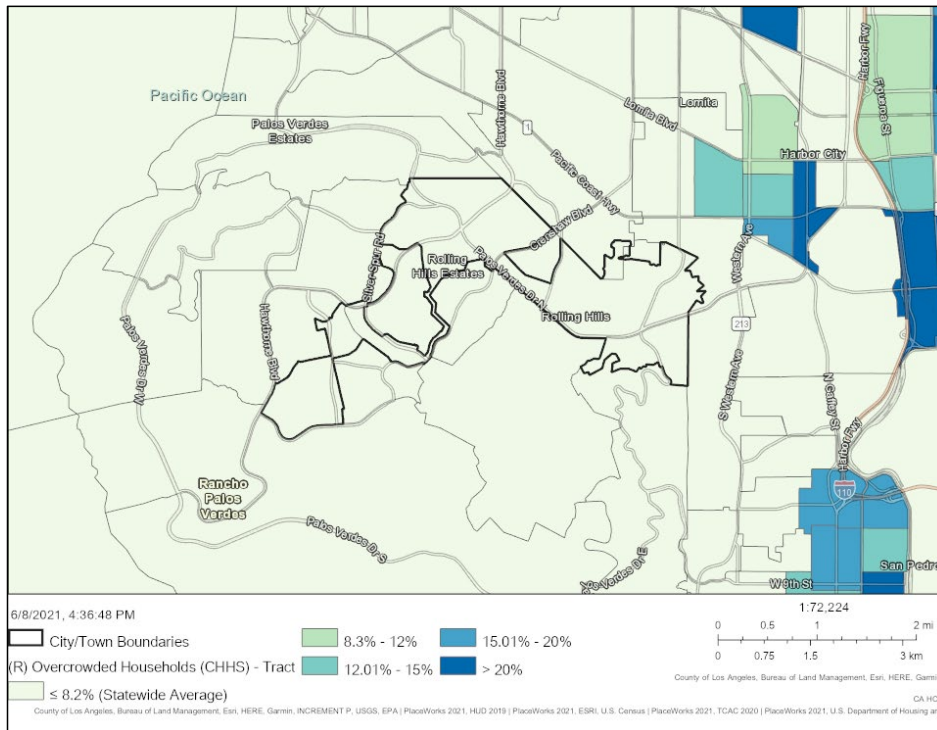 Pacific Ocean
Palos Verdes
Estates
Hawthorne Blvd
1
Lomita Blvd
Lomita
Harbor Fwy
Figueroa St
Harbor City
Pacific Coast Hwy
Crenshaw Blvd
Silver Spur Rd
Rolling
Hills Estates
Palos Verdes Dr N
Rolling Hills
Western Ave
213
Palos Verdes Dr W
Hawthorne Blvd
S Western Ave
N Gaffey St
Harbor Fwy
110
Rancho
Palos
Verdes
Palos Verdes Dr S
Verdes Dr E
San Pedro
W 9th St
6/8/2021, 4:36:48 PM
City/Town Boundaries
(R) Overcrowded Households (CHHS) - Tract
≤ 8.2% (Statewide Average)
8.3% - 12%
12.01% - 15%
15.01% - 20%
> 20%
1:72,224
0 0.5 1 2 mi
0 0.75 1.5 3 km
County of Los Angeles, Bureau of Land Management, Esri, HERE, Garmi
CA HC
County of Los Angeles, Bureau of Land Management, Esri, HERE, Garmin, INCREMENT P, USGS, EPA | PlaceWorks 2021, HUD 2019 | PlaceWorks 2021, ESRI, U.S. Census | PlaceWorks 2021, TCAC 2020 | PlaceWorks 2021, U.S. Department of Housing an